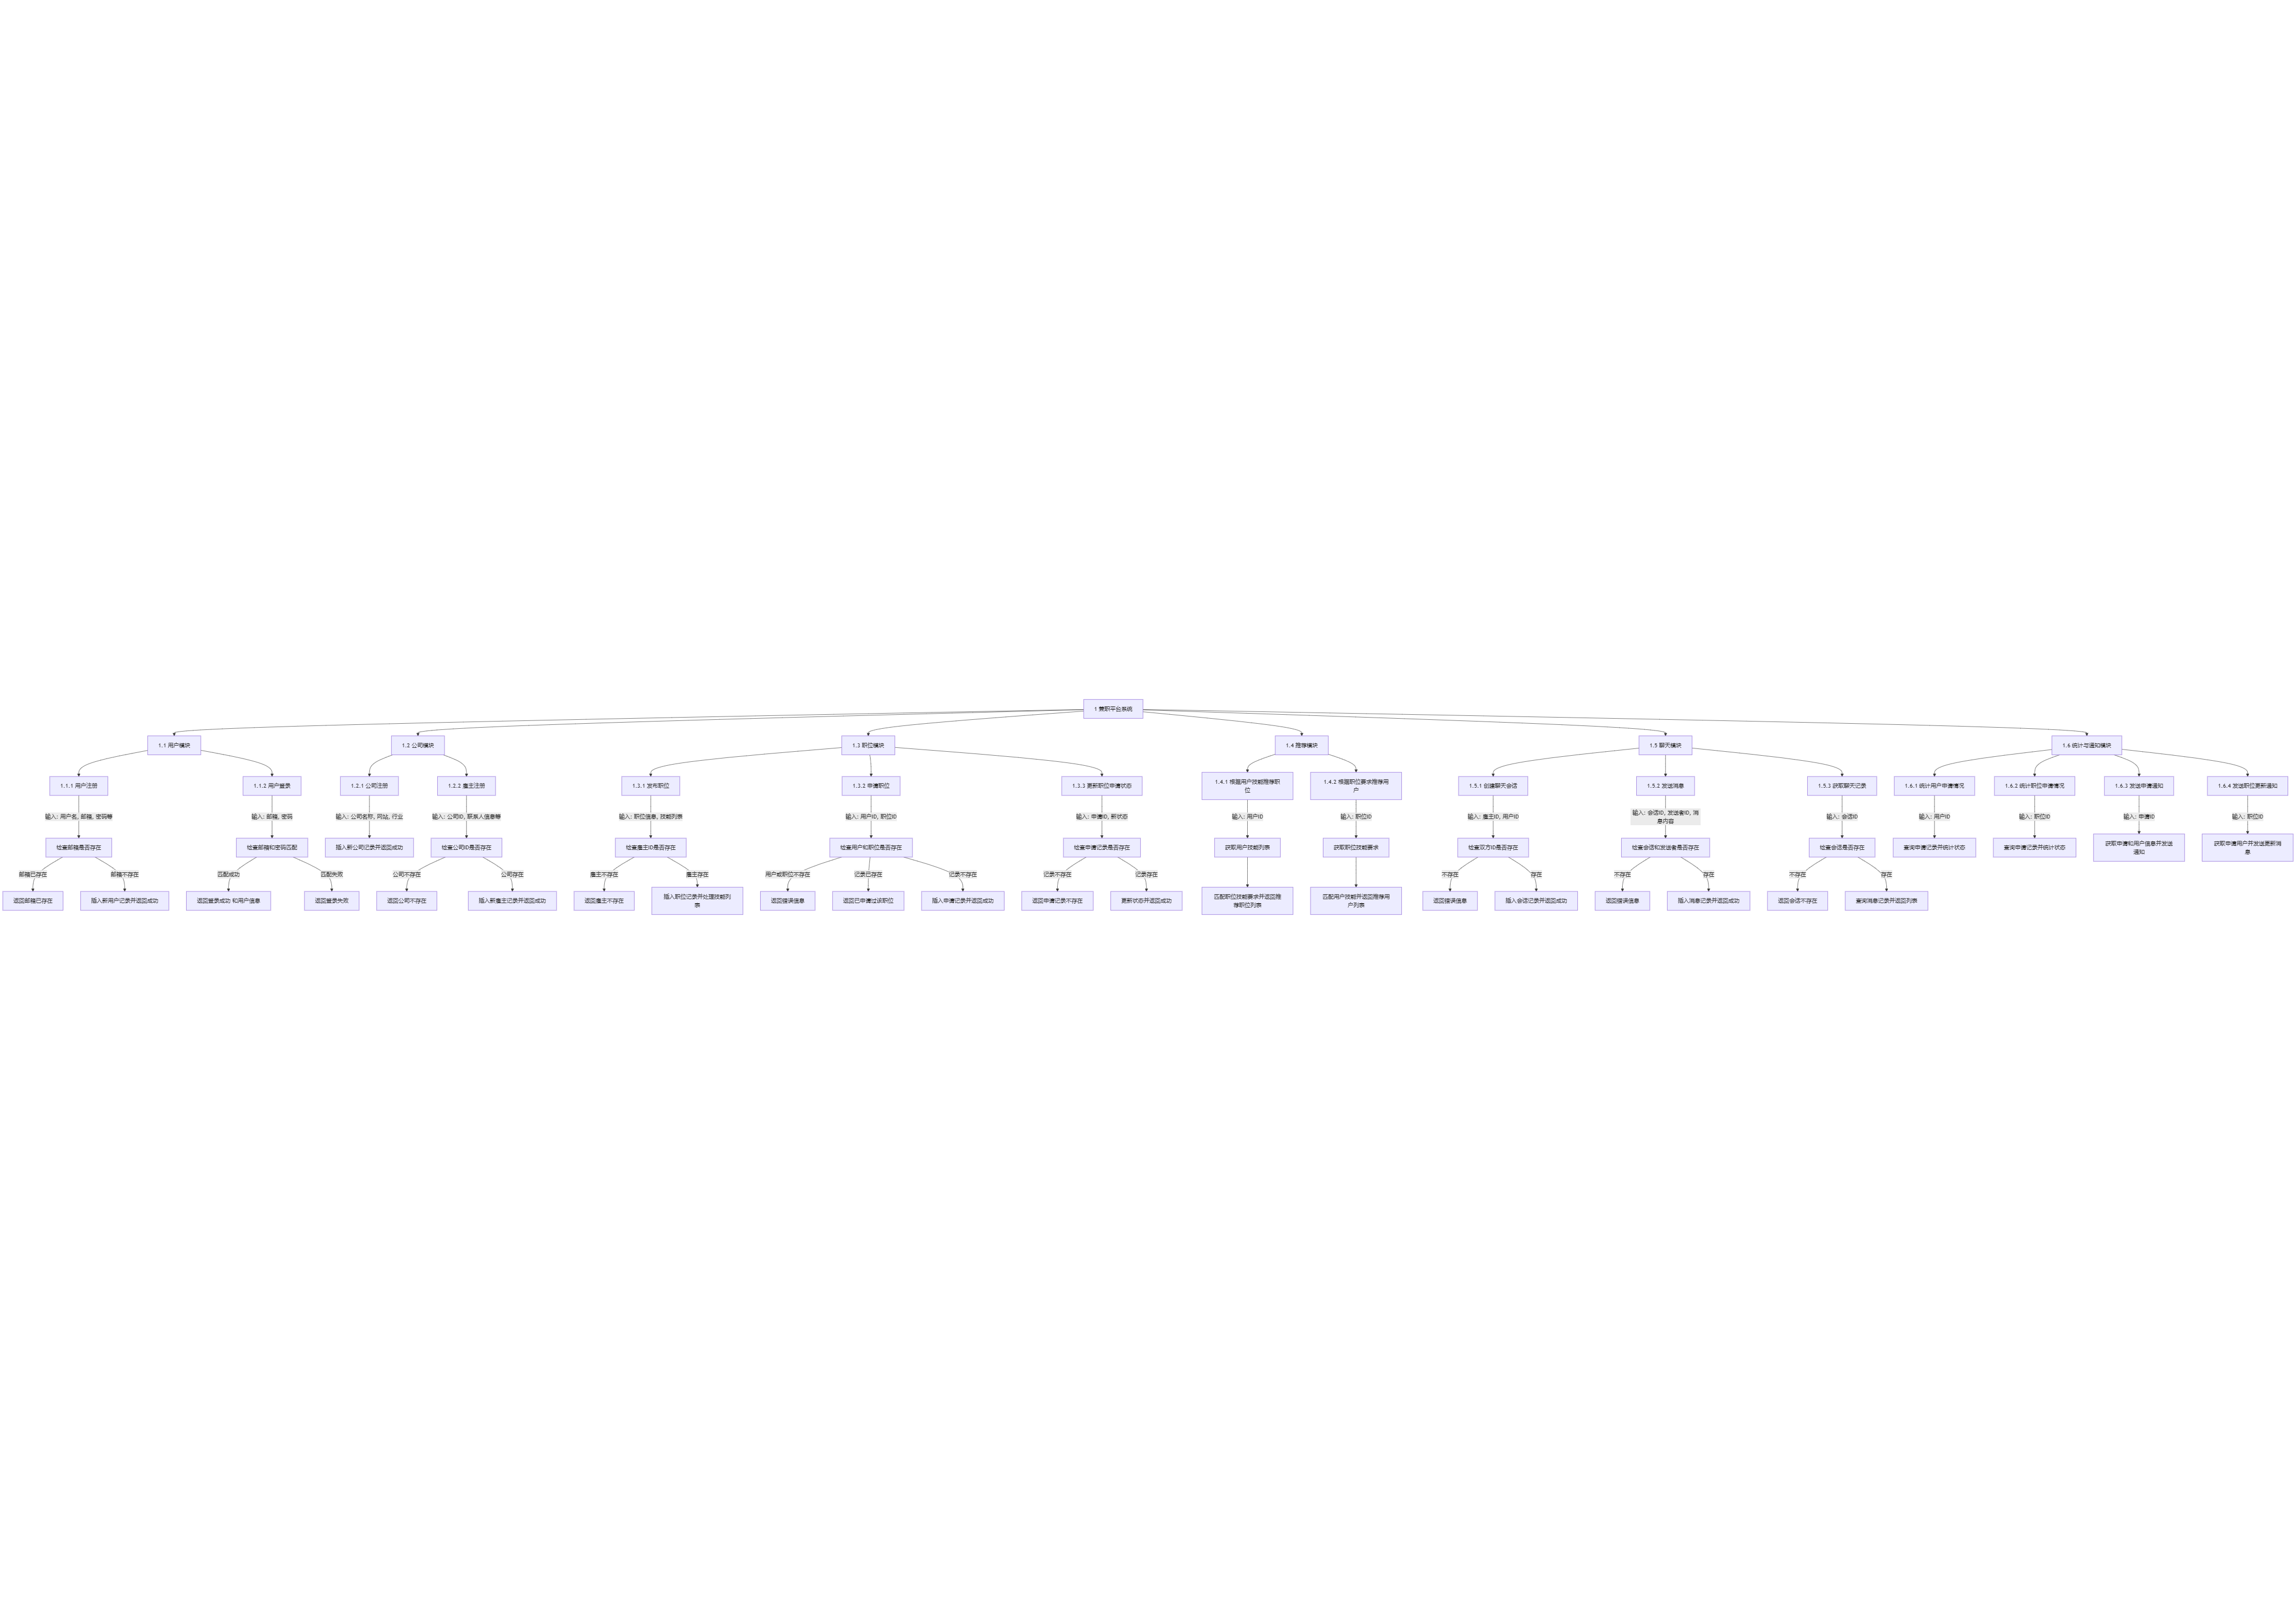 1 兼职平台系统
1.1 用户模块
1.2 公司模块
1.3 职位模块
1.4 推荐模块
1.5 聊天模块
1.6 统计与通知模块
1.1.1 用户注册
1.1.2 用户登录
1.2.1 公司注册
1.2.2 雇主注册
1.3.1 发布职位
1.3.2 申请职位
1.3.3 更新职位申请状态
1.4.1 根据用户技能推荐职
位
1.4.2 根据职位要求推荐用
户
1.5.1 创建聊天会话
1.5.2 发送消息
1.5.3 获取聊天记录
1.6.1 统计用户申请情况
1.6.2 统计职位申请情况
1.6.3 发送申请通知
1.6.4 发送职位更新通知
输入: 用户名, 邮箱, 密码等
输入: 邮箱, 密码
输入: 公司名称, 网站, 行业
输入: 公司ID, 联系人信息等
输入: 职位信息, 技能列表
输入: 用户ID, 职位ID
输入: 申请ID, 新状态
输入: 用户ID
输入: 职位ID
输入: 雇主ID, 用户ID
输入: 会话ID, 发送者ID, 消
息内容
输入: 会话ID
输入: 用户ID
输入: 职位ID
输入: 申请ID
输入: 职位ID
检查邮箱是否存在
检查邮箱和密码匹配
插入新公司记录并返回成功
检查公司ID是否存在
检查雇主ID是否存在
检查用户和职位是否存在
检查申请记录是否存在
获取用户技能列表
获取职位技能要求
检查双方ID是否存在
检查会话和发送者是否存在
检查会话是否存在
查询申请记录并统计状态
查询申请记录并统计状态
获取申请和用户信息并发送
通知
获取申请用户并发送更新消
息
邮箱已存在
邮箱不存在
匹配成功
匹配失败
公司不存在
公司存在
雇主不存在
雇主存在
用户或职位不存在
记录已存在
记录不存在
记录不存在
记录存在
不存在
存在
不存在
存在
不存在
存在
返回邮箱已存在
插入新用户记录并返回成功
返回登录成功 和用户信息
返回登录失败
返回公司不存在
插入新雇主记录并返回成功
返回雇主不存在
插入职位记录并处理技能列
表
返回错误信息
返回已申请过该职位
插入申请记录并返回成功
返回申请记录不存在
更新状态并返回成功
匹配职位技能要求并返回推
荐职位列表
匹配用户技能并返回推荐用
户列表
返回错误信息
插入会话记录并返回成功
返回错误信息
插入消息记录并返回成功
返回会话不存在
查询消息记录并返回列表